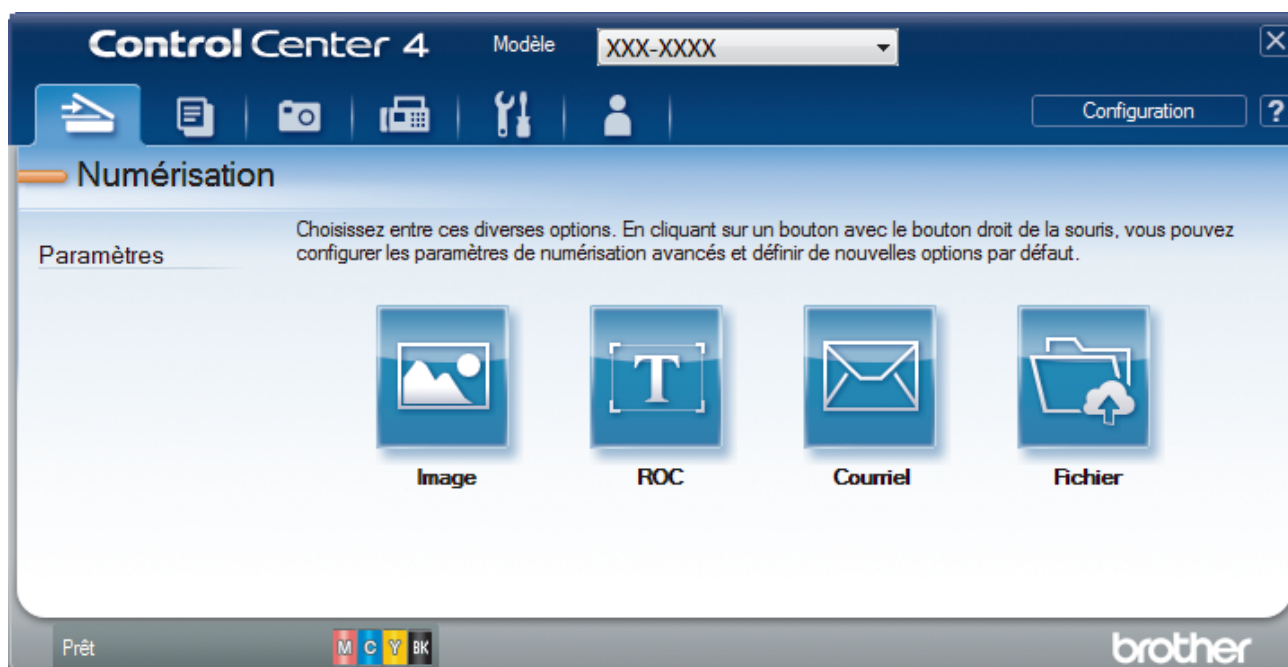 Control Center 4 Modèle XXX-XXXX
Configuration ?
Numérisation
Choisissez entre ces diverses options. En cliquant sur un bouton avec le bouton droit de la souris, vous pouvez
configurer les paramètres de numérisation avancés et définir de nouvelles options par défaut.
Paramètres
T
Image ROC Courriel Fichier
Prêt M C Y BK brother